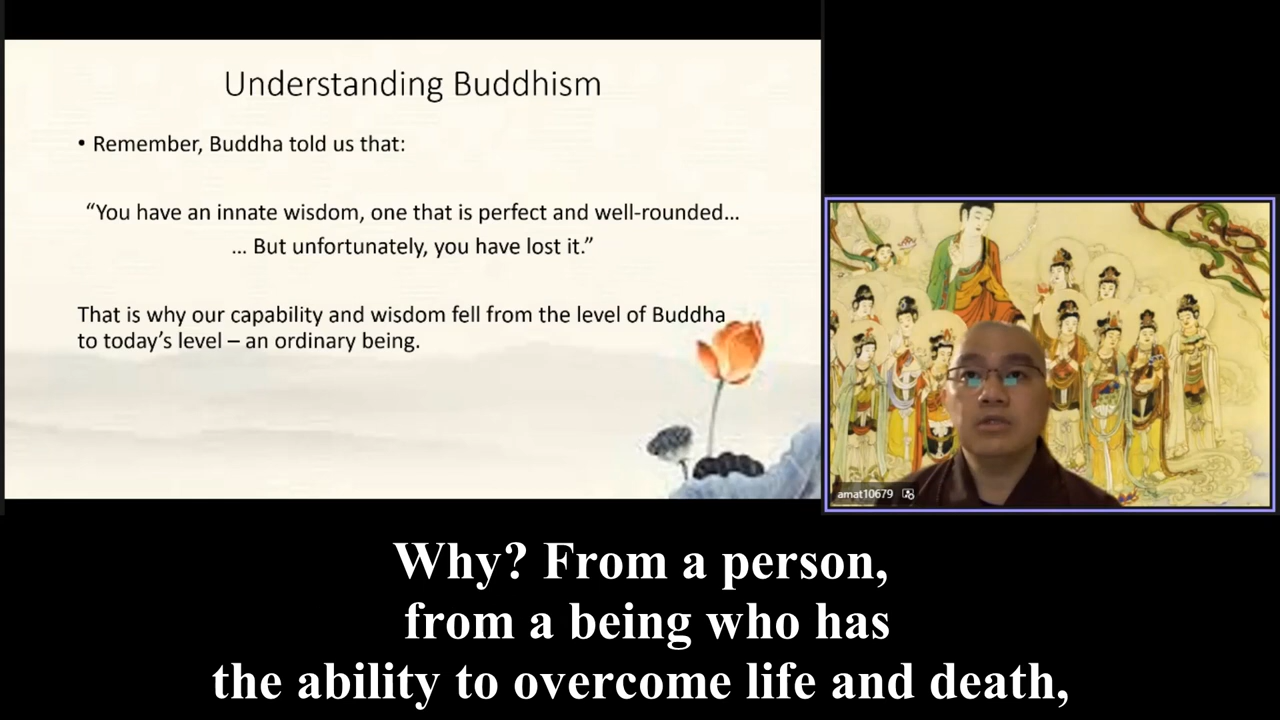 Understanding Buddhism
• Remember, Buddha told us that:
“You have an innate wisdom, one that is perfect and well-rounded…
… But unfortunately, you have lost it.”
That is why our capability and wisdom fell from the level of Buddha
to today’s level – an ordinary being.
amat10679
Why? From a person,
from a being who has
the ability to overcome life and death,